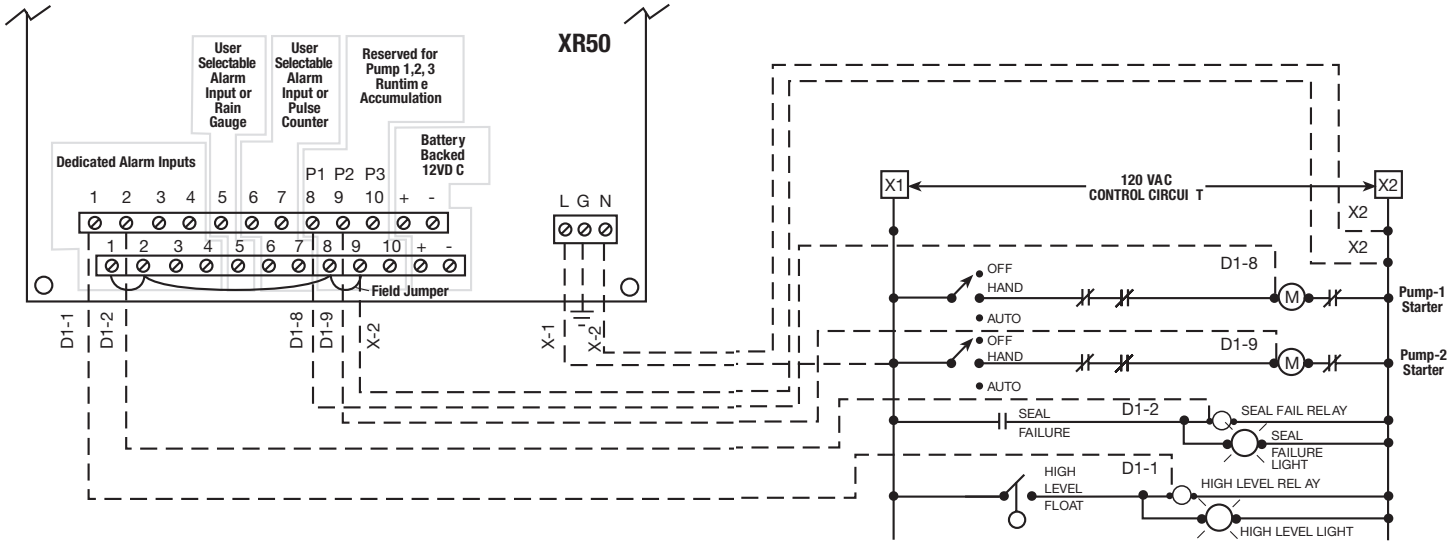 XR50
User
Selectable
Alarm
Input or
Rain
Gauge
User
Selectable
Alarm
Input or
Pulse
Counter
Reserved for
Pump 1,2, 3
Runtim e
Accumulation
Battery
Backed
12VD C
Dedicated Alarm Inputs
P1 P2 P3
1 2 3 4 5 6 7 8 9 10 + -
1 2 3 4 5 6 7 8 9 10 + -
Field Jumper
L G N
D1-1
D1-2
D1-8
D1-9
X-2
X-1
X-2
X1
120 VAC
CONTROL CIRCUI T
X2
X2
X2
D1-8
OFF
HAND
AUTO
M
Pump-1
Starter
D1-9
OFF
HAND
AUTO
M
Pump-2
Starter
D1-2
SEAL
FAILURE
SEAL FAIL RELAY
SEAL
FAILURE
LIGHT
D1-1
HIGH
LEVEL
FLOAT
HIGH LEVEL REL AY
HIGH LEVEL LIGHT